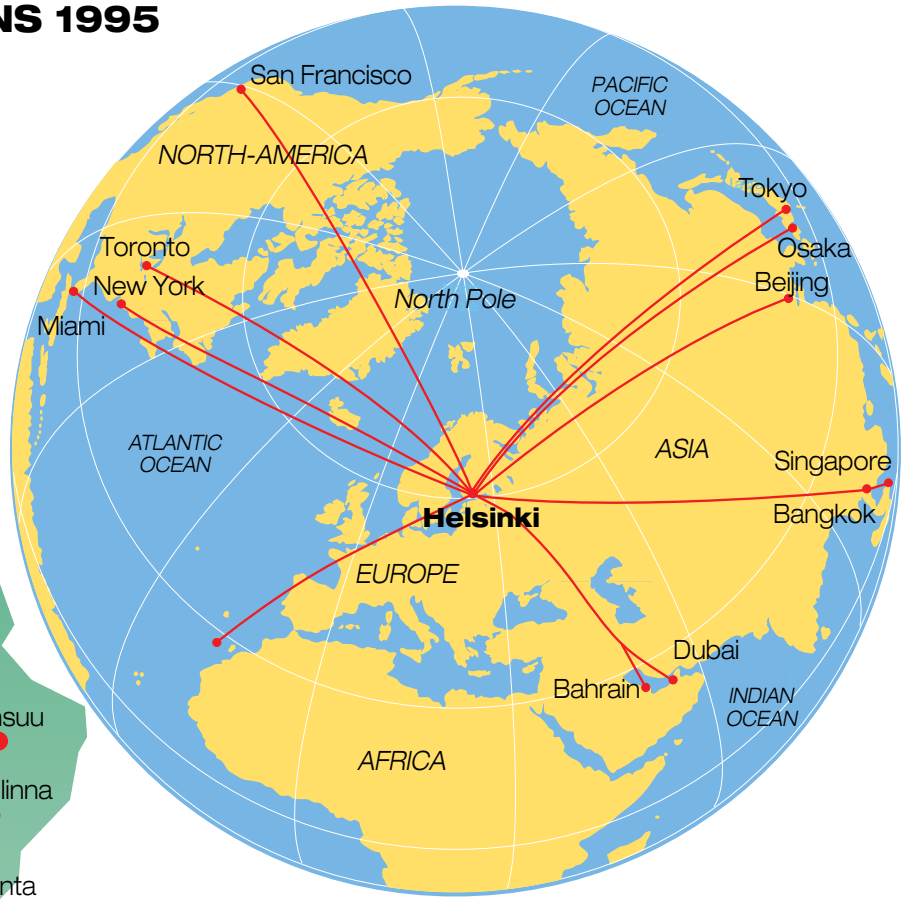 NS 1995
San Francisco
PACIFIC
OCEAN
NORTH-AMERICA
Tokyo
Toronto
Osaka
New York
Beijing
North Pole
Miami
ATLANTIC
OCEAN
ASIA
Singapore
Helsinki
Bangkok
EUROPE
Dubai
Bahrain
INDIAN
OCEAN
nsuu
AFRICA
linna
nta